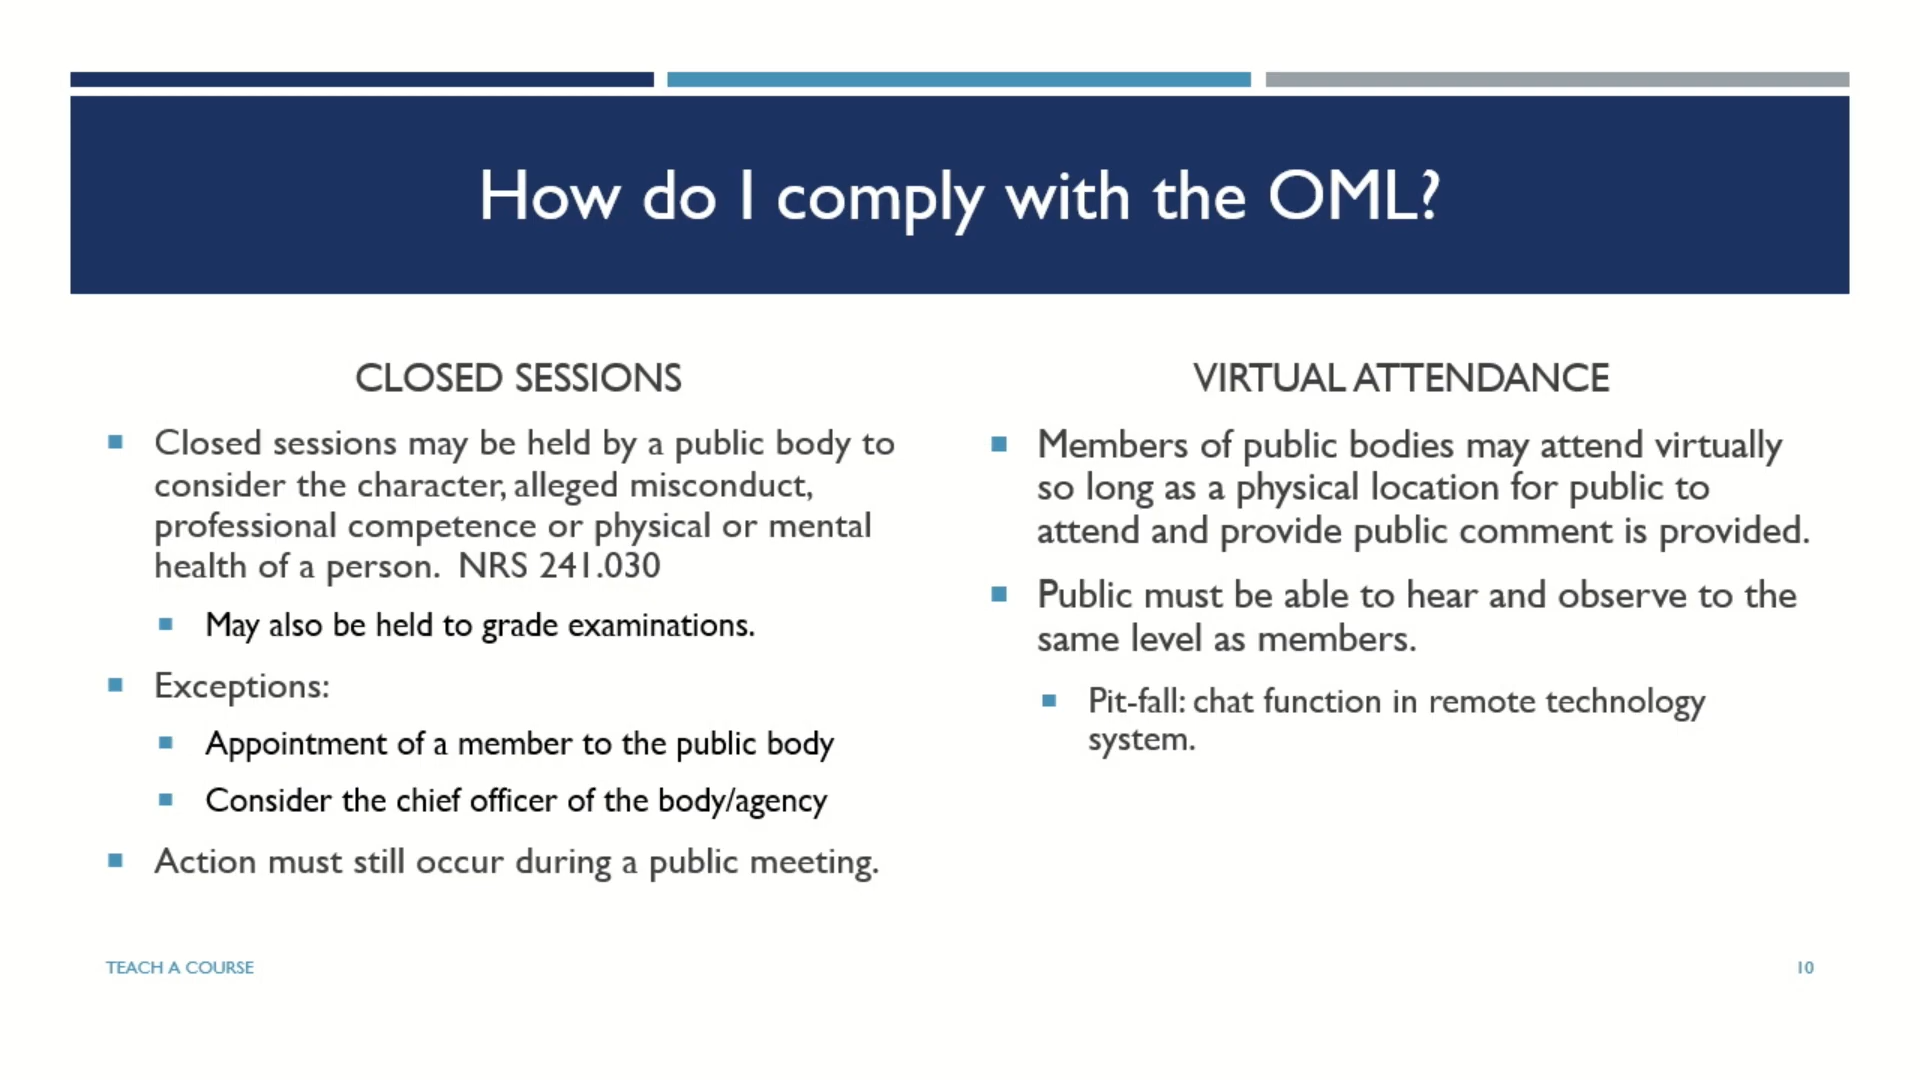 How do I comply with the OML?
CLOSED SESSIONS
Closed sessions may be held by a public body to
consider the character, alleged misconduct,
professional competence or physical or mental
health of a person.  NRS 241.030
May also be held to grade examinations.
Exceptions:
Appointment of a member to the public body
Consider the chief officer of the body/agency
Action must still occur during a public meeting.
VIRTUAL ATTENDANCE
Members of public bodies may attend virtually
so long as a physical location for public to
attend and provide public comment is provided.
Public must be able to hear and observe to the
same level as members.
Pit-fall: chat function in remote technology
system.
TEACH A COURSE
10